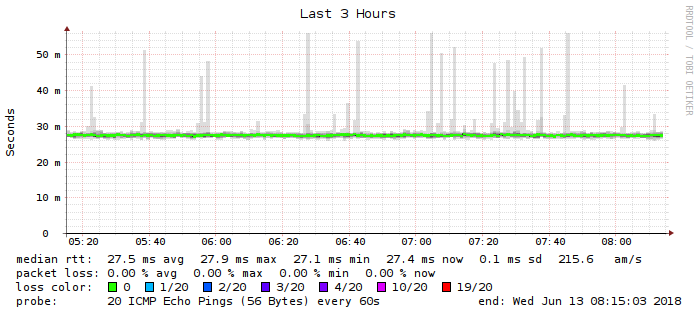 Last 3 Hours
RRDTOOL / TOBI OETIKER
Seconds
50 m
40 m
30 m
20 m
10 m
0
05:20 05:40 06:00 06:20 06:40 07:00 07:20 07:40 08:00
median rtt: 27.5 ms avg 27.9 ms max 27.1 ms min 27.4 ms now 0.1 ms sd 215.6 am/s
packet loss: 0.00 % avg 0.00 % max 0.00 % min 0.00 % now
loss color: 0 1/20 2/20 3/20 4/20 10/20 19/20
probe: 20 ICMP Echo Pings (56 Bytes) every 60s end: Wed Jun 13 08:15:03 2018